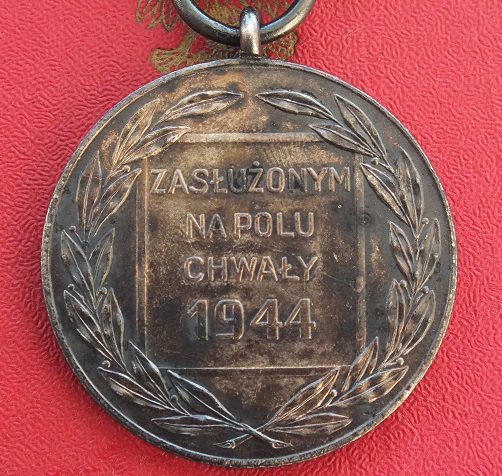 ZASŁUŻONYM
NA POLU
CHWAŁY
1944